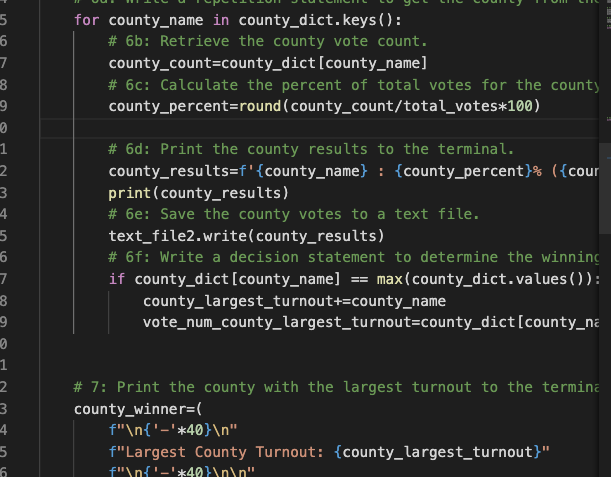 # 6a: Write a repetition statement to get the county from the
5 for county_name in county_dict.keys():
6 # 6b: Retrieve the county vote count.
7 county_count=county_dict[county_name]
8 # 6c: Calculate the percent of total votes for the county
9 county_percent=round(county_count/total_votes*100)
0
1 # 6d: Print the county results to the terminal.
2 county_results=f'{county_name} : {county_percent}% ({coun
3 print(county_results)
4 # 6e: Save the county votes to a text file.
5 text_file2.write(county_results)
6 # 6f: Write a decision statement to determine the winning
7 if county_dict[county_name] == max(county_dict.values()):
8 county_largest_turnout+=county_name
9 vote_num_county_largest_turnout=county_dict[county_na
0
1
2 # 7: Print the county with the largest turnout to the termina
3 county_winner=(
4 f"\n{'-'*40}\n"
5 f"Largest County Turnout: {county_largest_turnout}"
6 f"\n{'-'*40}\n\n"